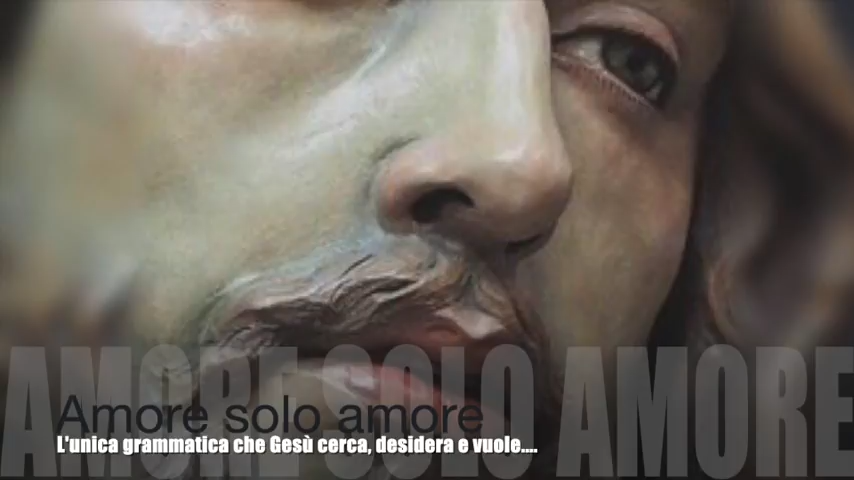 AMORE SOLO AMORE
Amore solo amore
L'unica grammatica che Gesù cerca, desidera e vuole....